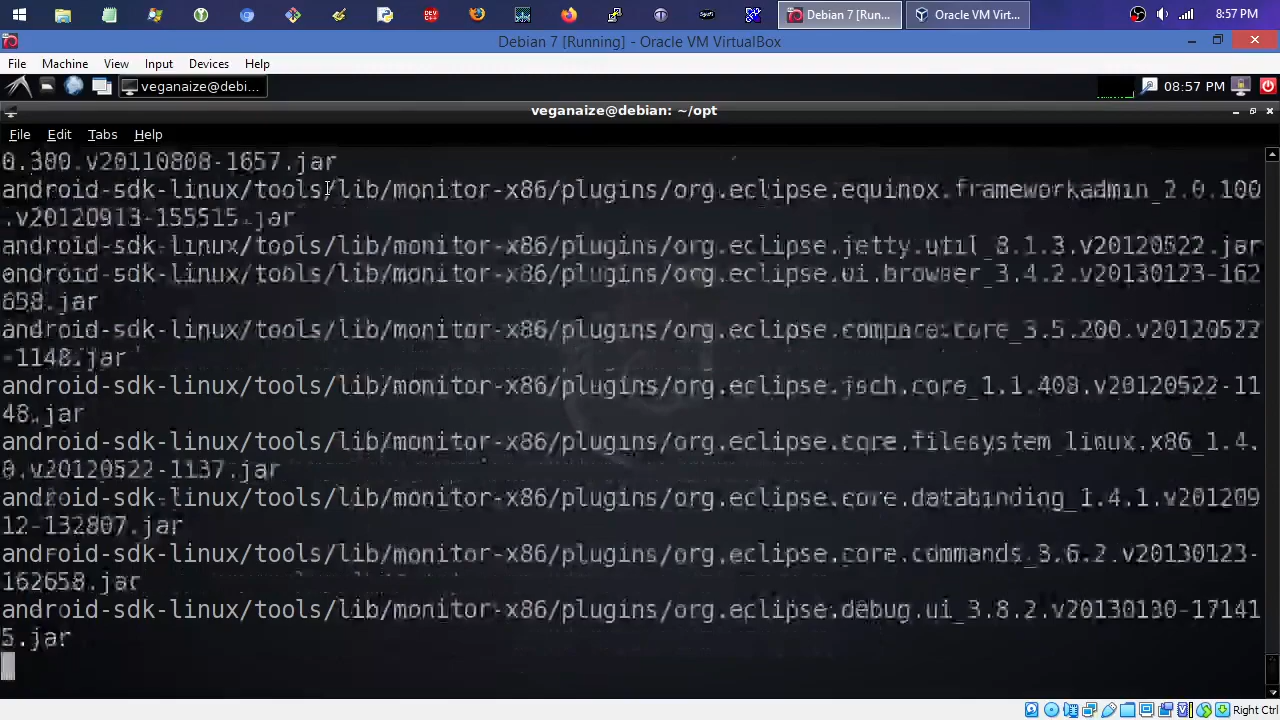 Debian 7 [Run...
Oracle VM Virt...
8:57 PM
Debian 7 [Running] - Oracle VM VirtualBox
File Machine View Input Devices Help
veganaize@debi...
08:57 PM
veganaize@debian: ~/opt
File Edit Tabs Help
0.300.v20110808-1657.jar
android-sdk-linux/tools/lib/monitor-x86/plugins/org.eclipse.equinox.frameworkadmin_2.0.100
.v20120913-155515.jar
android-sdk-linux/tools/lib/monitor-x86/plugins/org.eclipse.jetty.util_8.1.3.v20120522.jar
android-sdk-linux/tools/lib/monitor-x86/plugins/org.eclipse.ui.browser_3.4.2.v20130123-162
658.jar
android-sdk-linux/tools/lib/monitor-x86/plugins/org.eclipse.compare.core_3.5.200.v20120522
-1148.jar
android-sdk-linux/tools/lib/monitor-x86/plugins/org.eclipse.jsch.core_1.1.400.v20120522-11
48.jar
android-sdk-linux/tools/lib/monitor-x86/plugins/org.eclipse.core.filesystem_linux.x86_1.4.
0.v20120522-1137.jar
android-sdk-linux/tools/lib/monitor-x86/plugins/org.eclipse.core.databinding_1.4.1.v201209
12-132807.jar
android-sdk-linux/tools/lib/monitor-x86/plugins/org.eclipse.core.commands_3.6.2.v20130123-
162658.jar
android-sdk-linux/tools/lib/monitor-x86/plugins/org.eclipse.debug.ui_3.8.2.v20130130-17141
5.jar
Right Ctrl